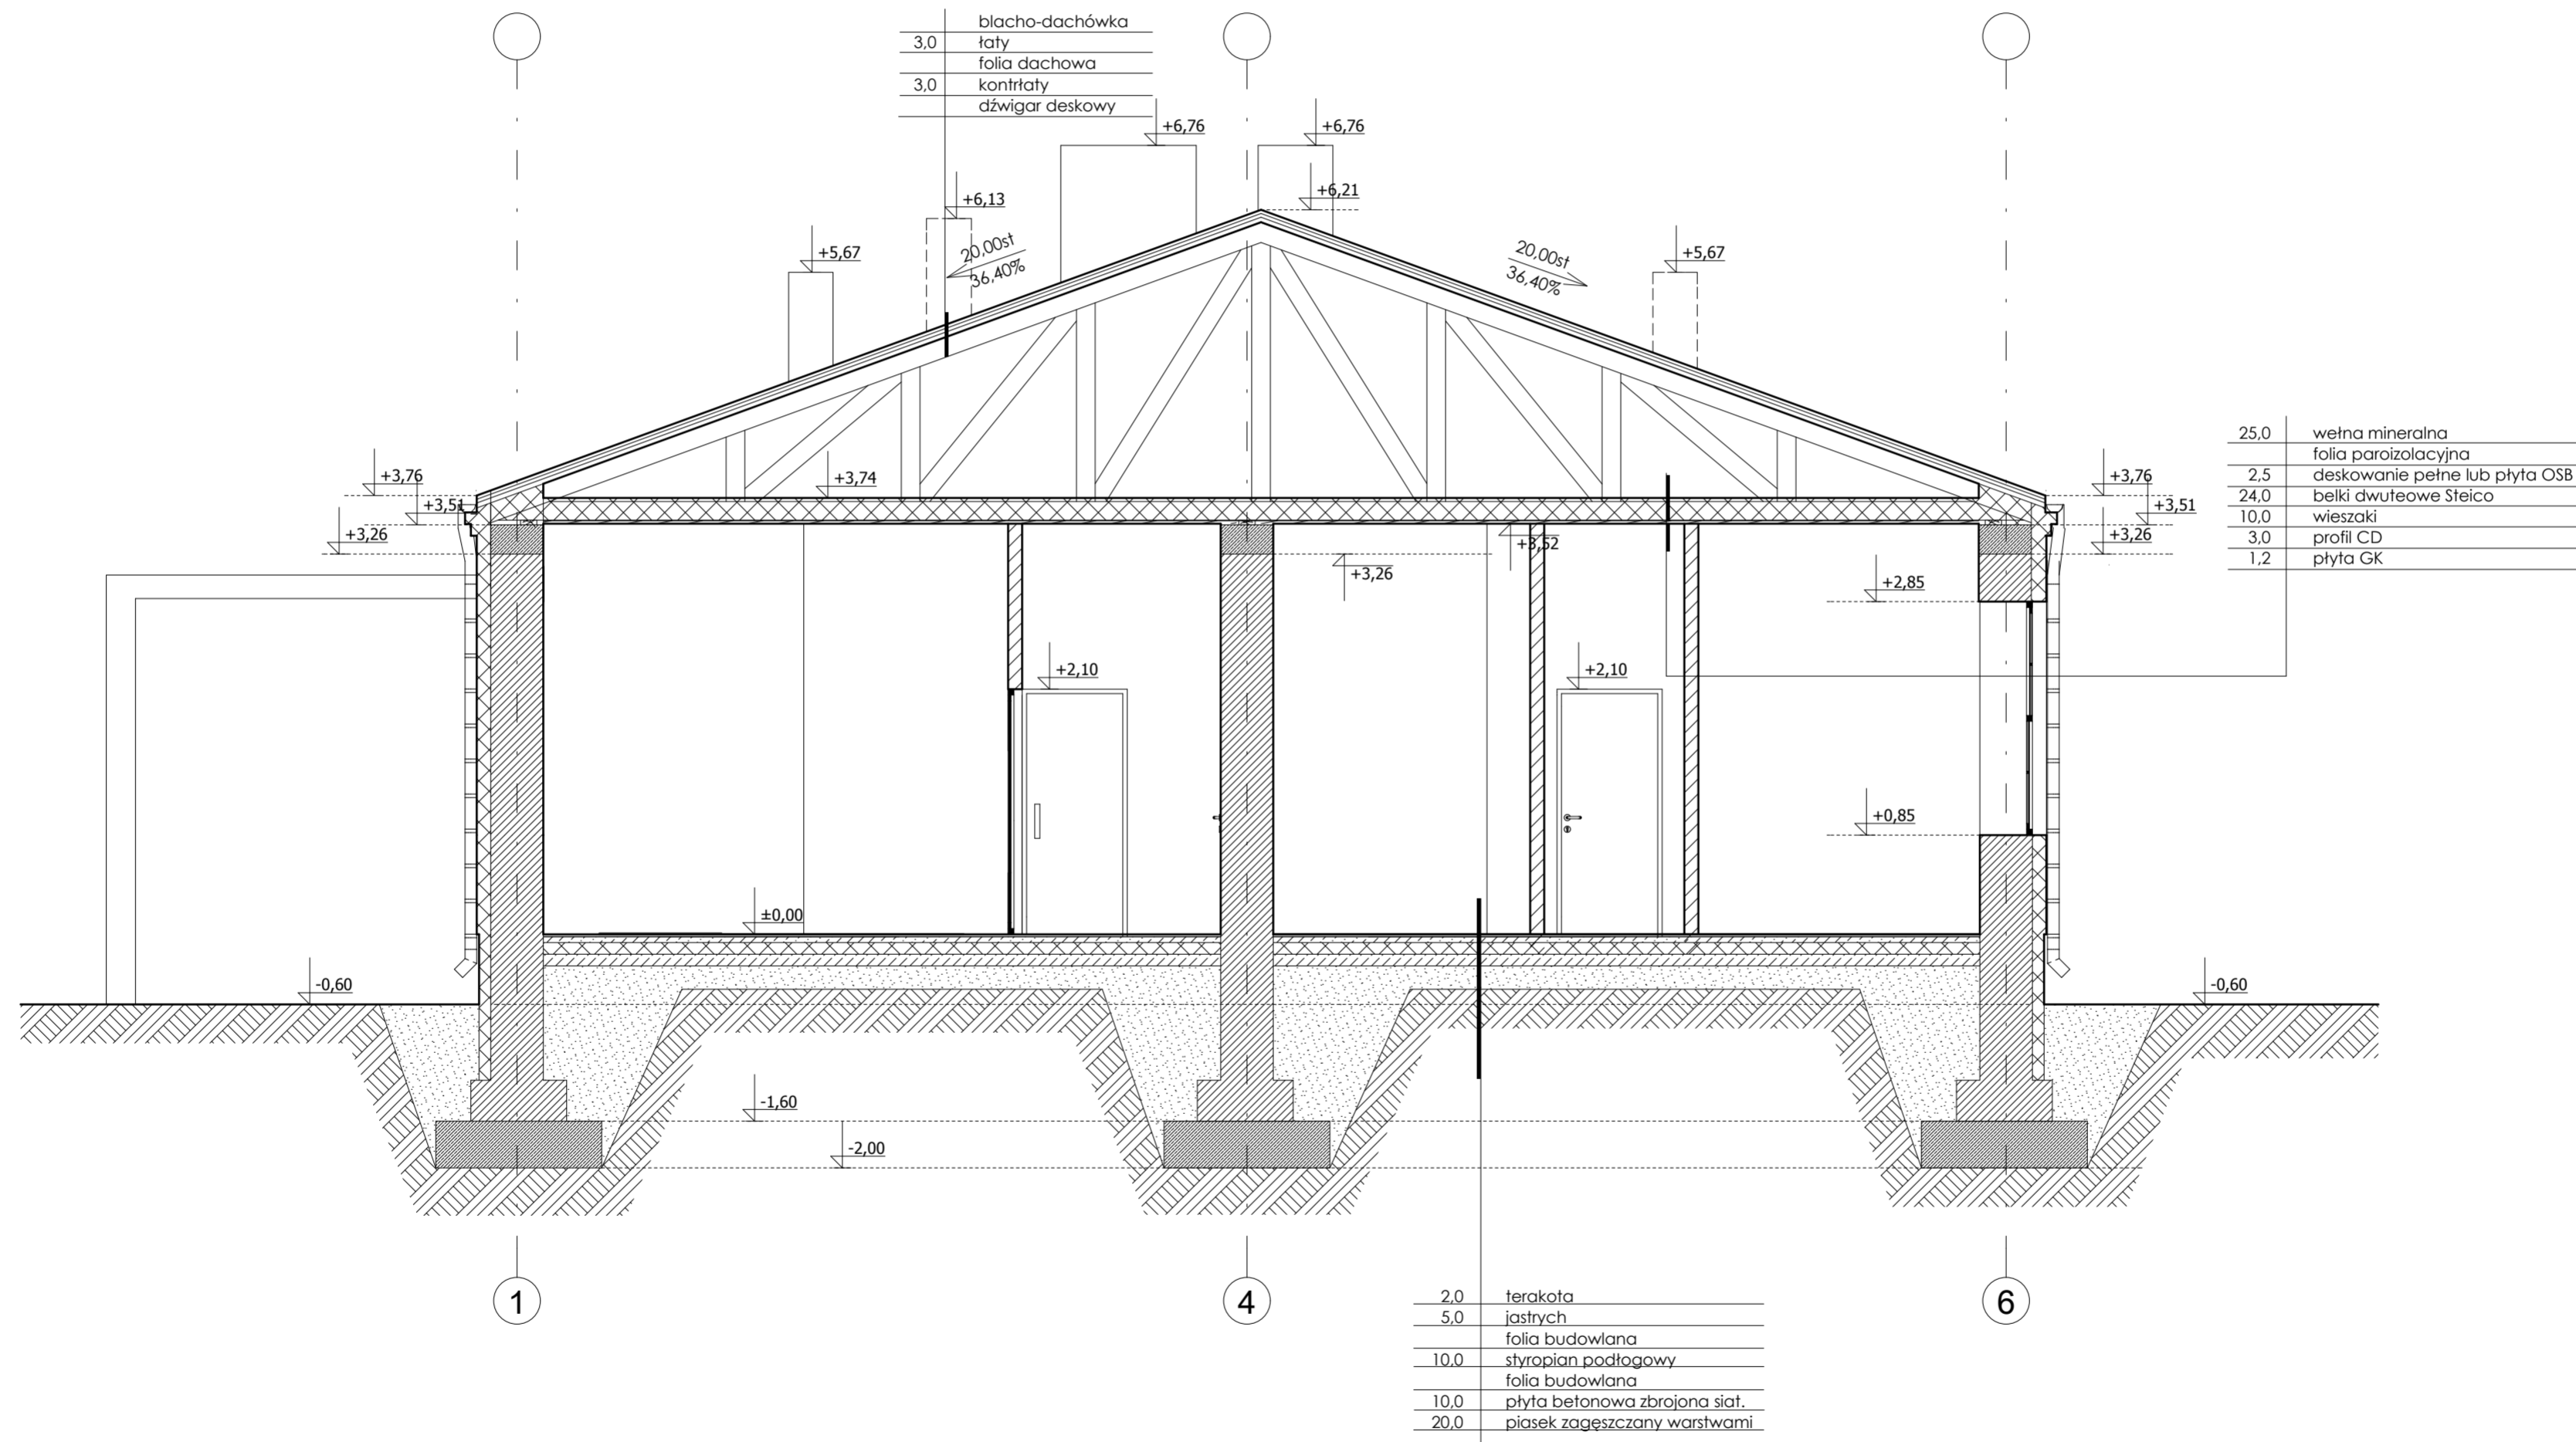 blacho-dachówka
3,0 łaty
folia dachowa
3,0 kontrłaty
dźwigar deskowy
+6,76
+6,76
+6,21
+6,13
+5,67
20,00st
36,40%
20,00st
36,40%
+5,67
+3,76
+3,51
+3,26
+3,74
+3,52
+3,26
+3,76
+3,51
+3,26
25,0 wełna mineralna
folia paroizolacyjna
2,5 deskowanie pełne lub płyta OSB
24,0 belki dwuteowe Steico
10,0 wieszaki
3,0 profil CD
1,2 płyta GK
+2,85
+2,10
+2,10
+0,85
±0,00
-0,60
-0,60
-1,60
-2,00
1
4
6
2,0 terakota
5,0 jastrych
folia budowlana
10,0 styropian podłogowy
folia budowlana
10,0 płyta betonowa zbrojona siat.
20,0 piasek zagęszczany warstwami